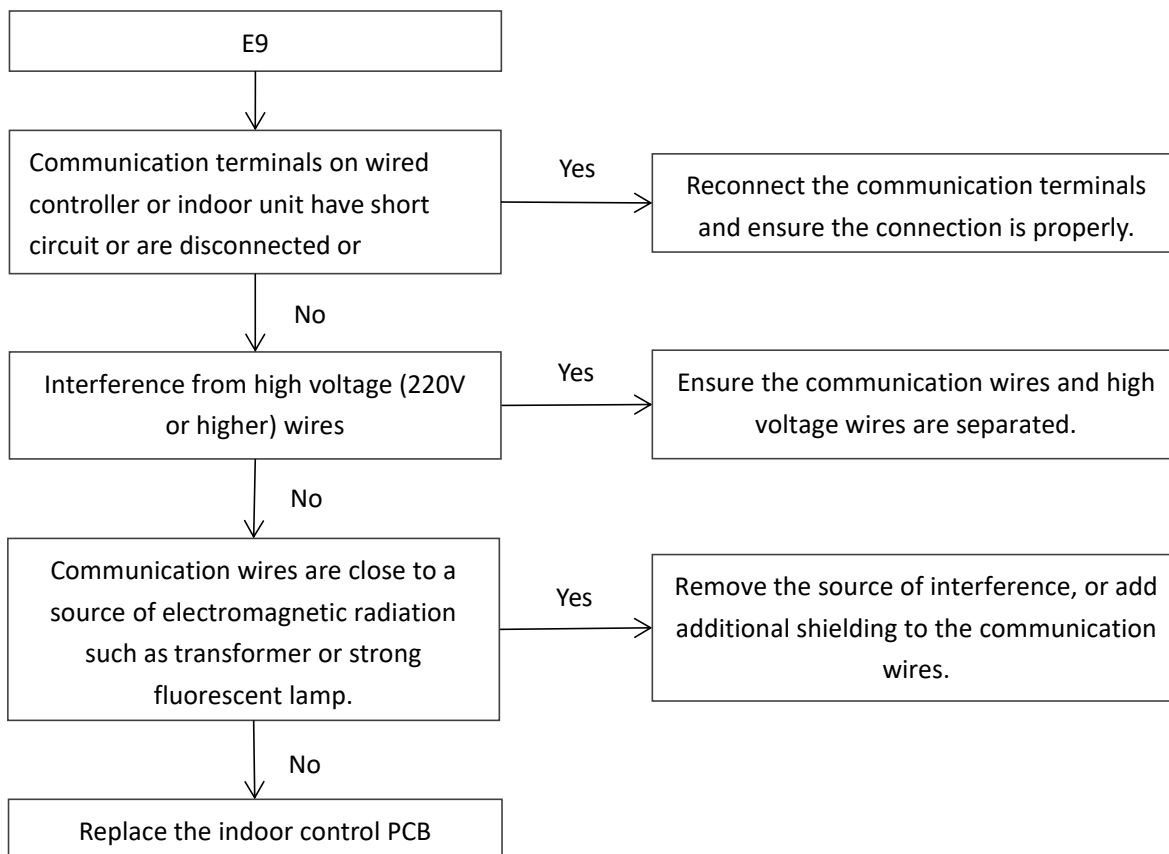 E9
Communication terminals on wired
controller or indoor unit have short
circuit or are disconnected or
Yes
Reconnect the communication terminals
and ensure the connection is properly.
No
Interference from high voltage (220V
or higher) wires
Yes
Ensure the communication wires and high
voltage wires are separated.
No
Communication wires are close to a
source of electromagnetic radiation
such as transformer or strong
fluorescent lamp.
Yes
Remove the source of interference, or add
additional shielding to the communication
wires.
No
Replace the indoor control PCB